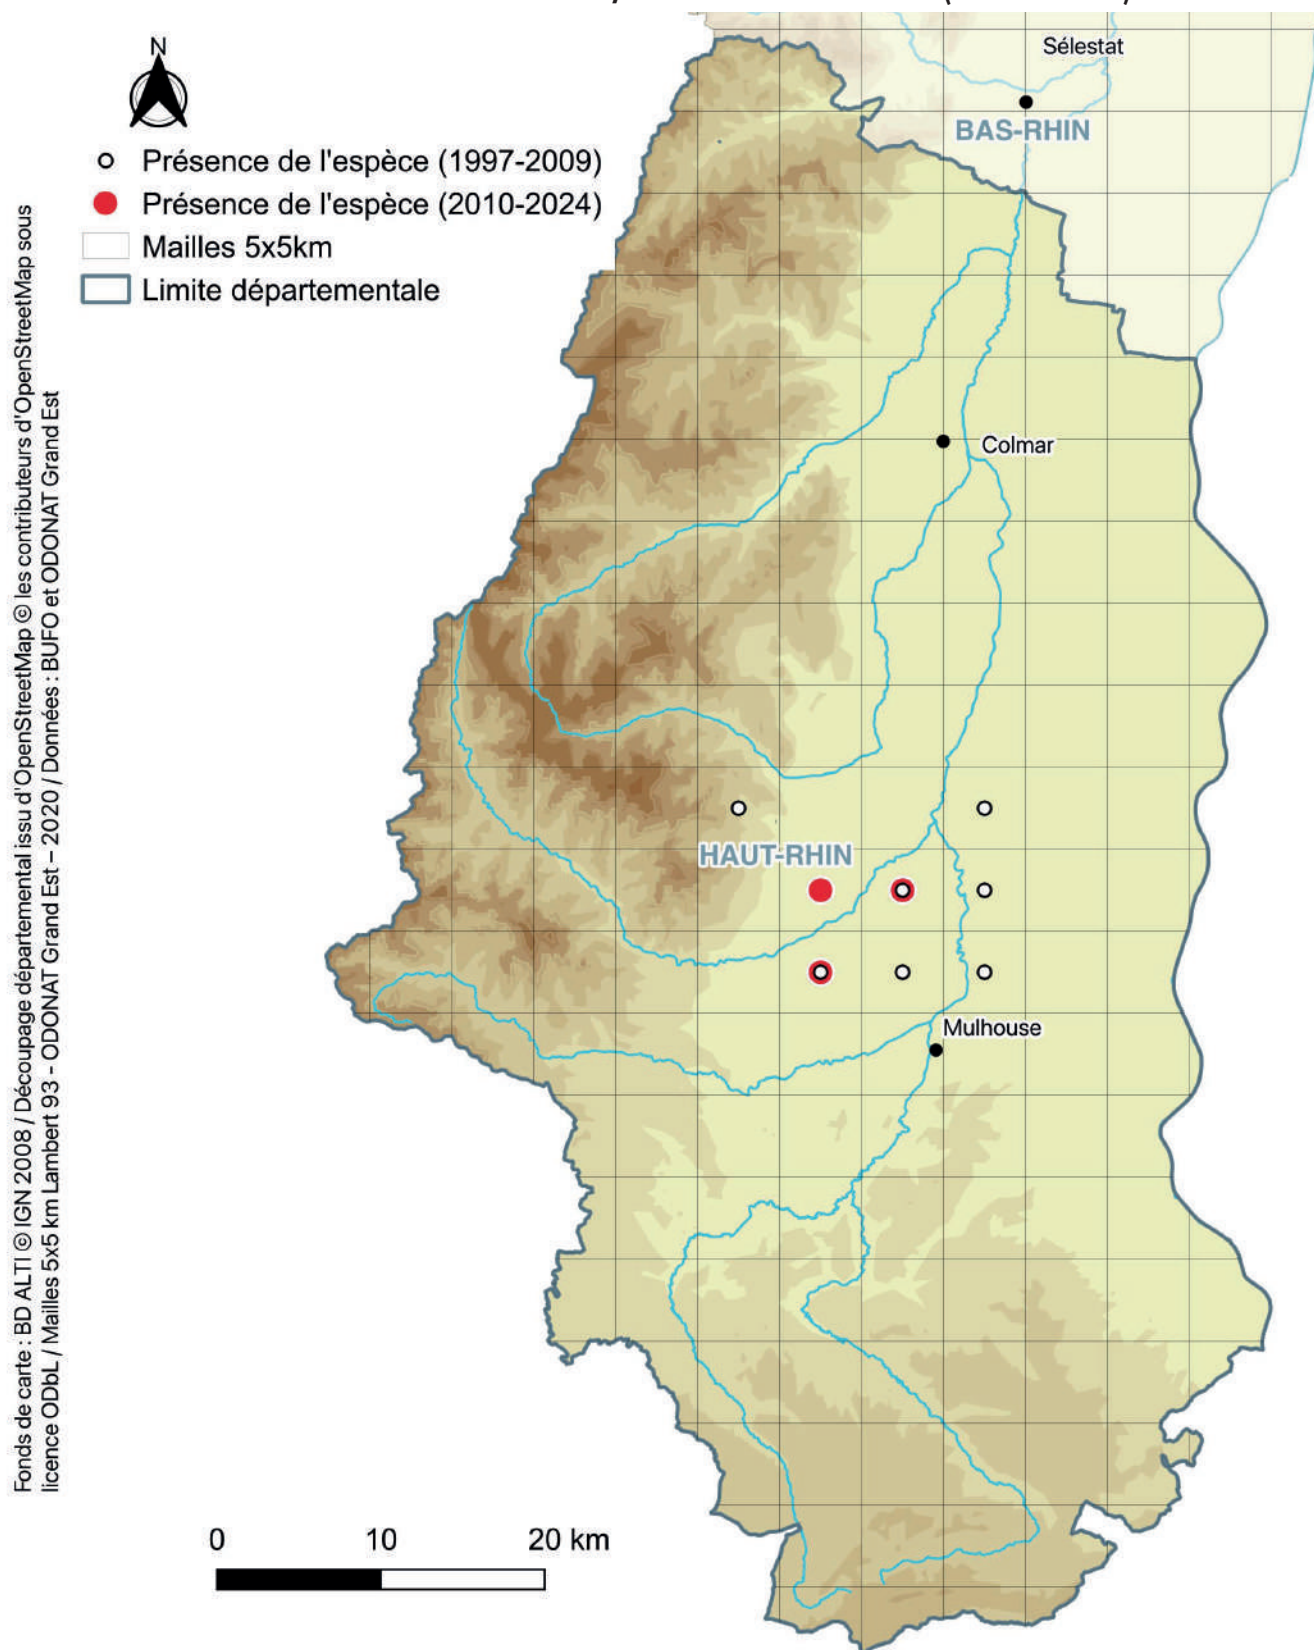 Sélestat
BAS-RHIN
N
Présence de l'espèce (1997-2009)
Présence de l'espèce (2010-2024)
Mailles 5x5km
Limite départementale
Colmar
HAUT-RHIN
Mulhouse
0 10 20 km
Fonds de carte : BD ALTI © IGN 2008 / Découpage départemental issu d'OpenStreetMap © les contributeurs d'OpenStreetMap sous
licence ODbL / Mailles 5x5 km Lambert 93 - ODONAT Grand Est – 2020 / Données : BUFO et ODONAT Grand Est